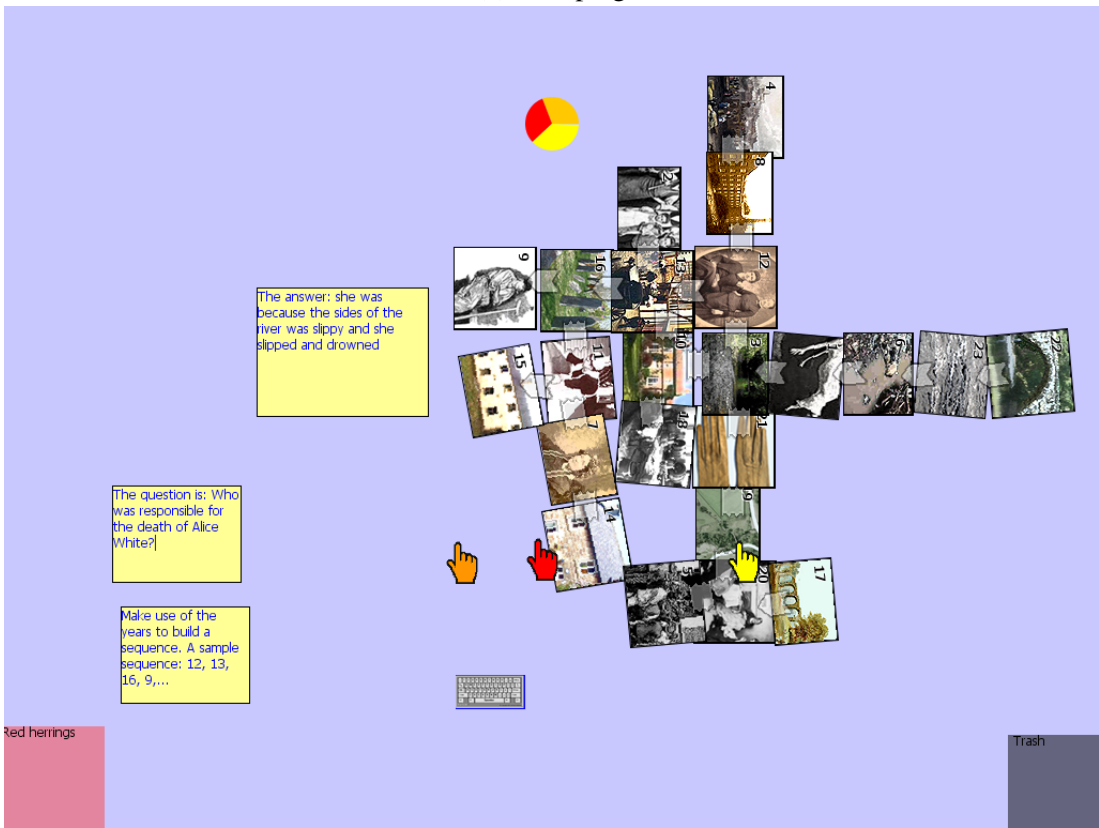 4
8
2
9
16
13
12
The answer: she was
because the sides of the
river was slippy and she
slipped and drowned
15
11
10
3
1
6
23
22
7
18
21
The question is: Who
was responsible for
the death of Alice
White?
14
19
5
20
17
Make use of the
years to build a
sequence. A sample
sequence: 12, 13,
16, 9,...
Red herrings
Trash